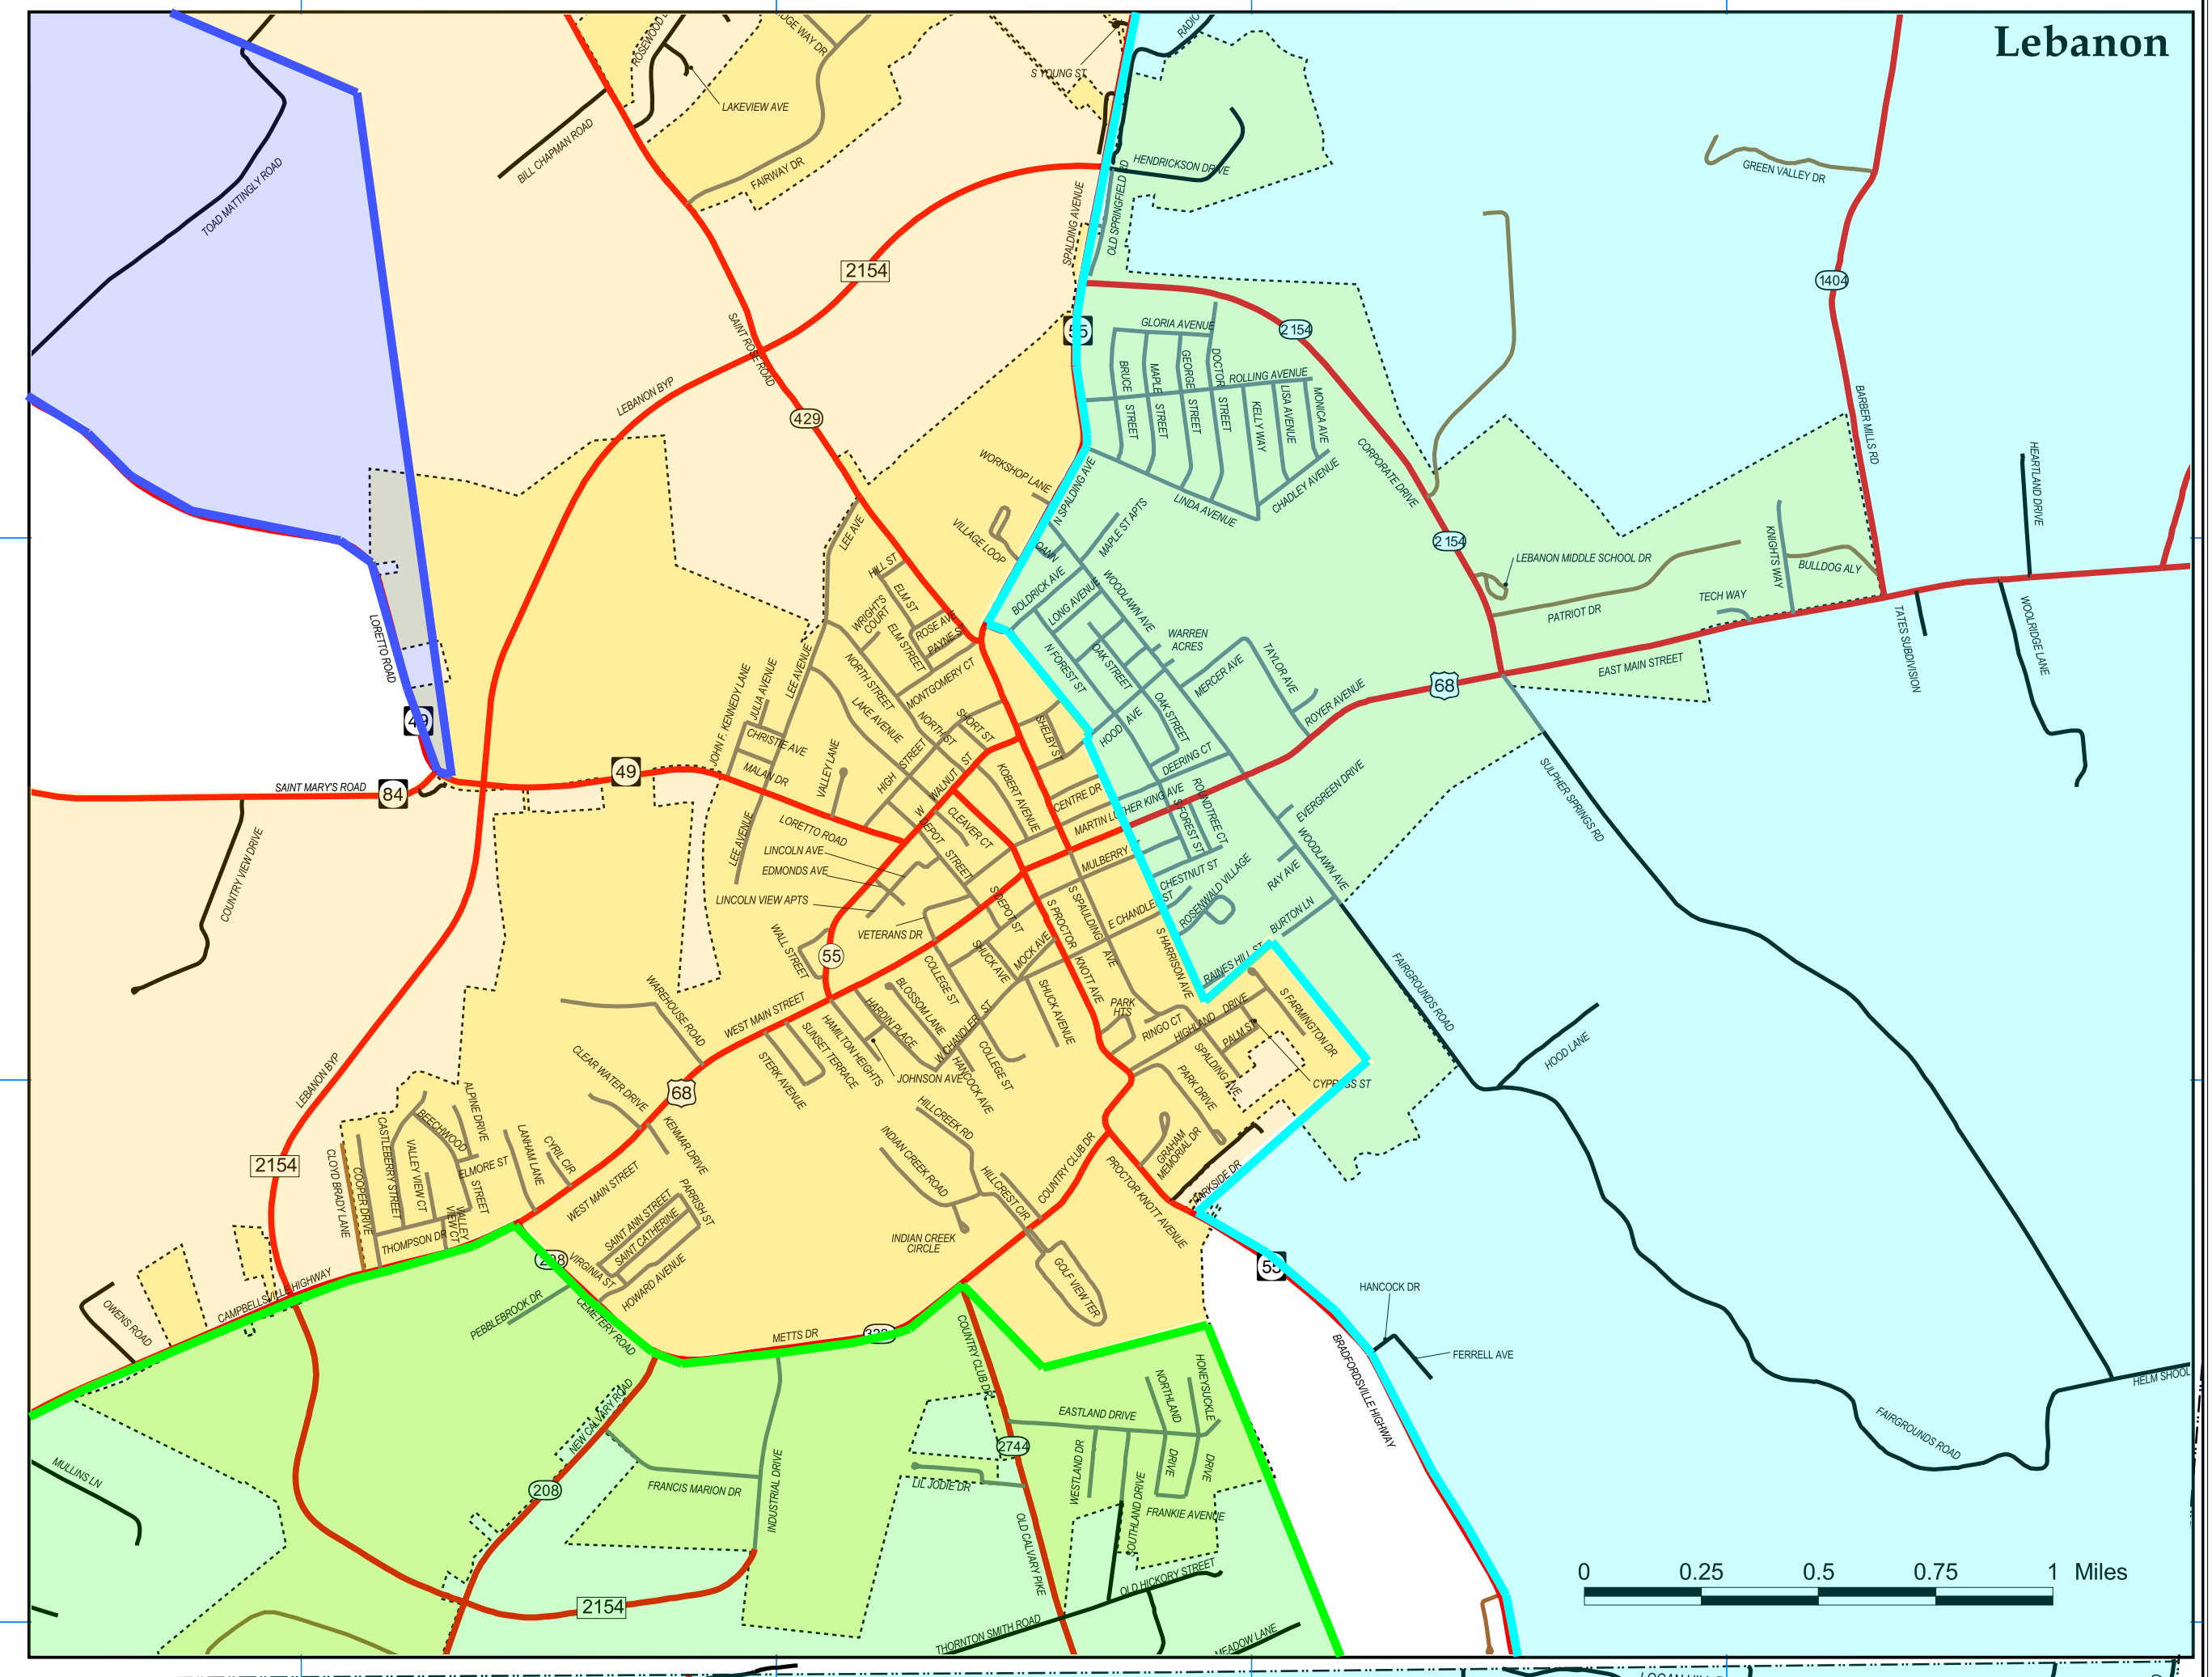 Lebanon
ROSEWOOD
LAKEVIEW AVE
S YOUNG ST
BILL CHAPMAN ROAD
FAIRWAY DR
TOAD MATTINGLY ROAD
HENDRICKSON DRIVE
OLD SPRINGFIELD RD
SPALDING AVENUE
GREEN VALLEY DR
2154
1404
55
2154
SAINT ROSE ROAD
LEBANON BYP
429
GLORIA AVENUE
BRUCE STREET
MAPLE STREET
GEORGE STREET
DOCTOR STREET
ROLLING AVENUE
KELLY WAY
LISA AVENUE
MONICA AVE
CHADLEY AVENUE
LINDA AVENUE
CORPORATE DRIVE
BARBER MILLS RD
HEARTLAND DRIVE
WORKSHOP LANE
N SPALDING AVE
VILLAGE LOOP
MAPLE ST APTS
LEE AVE
2154
LEBANON MIDDLE SCHOOL DR
KNIGHTS WAY
BULLDOG ALY
TECH WAY
PATRIOT DR
EAST MAIN STREET
TATES SUBDIVISION
WOOLRIDGE LANE
HILL ST
ELM ST
WRIGHTS
COURT
ELM STREET
ROSE AVE
PAYNE ST
MONTGOMERY CT
NORTH STREET
BOLDRICK AVE
LONG AVENUE
WOODLAWN AVE
WARREN
ACRES
OAK STREET
N FOREST ST
MERCER AVE
TAYLOR AVE
ROYER AVENUE
68
LORETTO ROAD
49
49
SAINT MARY'S ROAD
84
JOHN F. KENNEDY LANE
JULIA AVENUE
LEE AVENUE
CHRISTIE AVE
MALAN DR
VALLEY LANE
LAKE AVENUE
NORTH ST
SHORT ST
HIGH STREET
W WALNUT ST
SHELBY ST
KOBERT AVENUE
HOOD AVE
OAK STREET
DEERING CT
CENTRE DR
MARTIN LUTHER KING AVE
ROUNDTREE CT
S FOREST ST
EVERGREEN DRIVE
SULPHER SPRINGS RD
COUNTRY VIEW DRIVE
LEE AVENUE
LORETTO ROAD
LINCOLN AVE
EDMONDS AVE
LINCOLN VIEW APTS
VETERANS DR
DEPOT STREET
CLEAVER CT
MULBERRY
CHESTNUT ST
ROSENWALD VILLAGE
RAY AVE
WOODLAWN AVE
BURTON LN
S DEPOT ST
S PROCTOR KNOTT AVE
S SPAULDING AVE
E CHANDLER ST
S HARRISON AVE
RAINES HILL ST
WALL STREET
55
SHUCK AVE
MOCK AVE
COLLEGE ST
WAREHOUSE ROAD
WEST MAIN STREET
BLOSSOM LANE
HARDIN PLACE
HAMILTON HEIGHTS
SUNSET TERRACE
STERK AVENUE
W CHANDLER ST
HANCOCK AVE
JOHNSON AVE
COLLEGE ST
SHUCK AVENUE
PARK
HTS
RINGO CT
HIGHLAND DRIVE
PALM ST
S FARMINGTON DR
SPALDING AVE
CYPRESS ST
PARK DRIVE
FAIRGROUNDS ROAD
HOOD LANE
LEBANON BYP
CLEAR WATER DRIVE
68
KENMAR DRIVE
HILLCREEK RD
INDIAN CREEK ROAD
INDIAN CREEK
CIRCLE
HILLCREST CIR
COUNTRY CLUB DR
GRAHAM
MEMORIAL DR
PROCTOR KNOTT AVENUE
PARKSIDE DR
2154
CLOYD BRADY LANE
COOPER DRIVE
CASTLEBERRY STREET
BEECHWOOD
ALPINE DRIVE
VALLEY VIEW CT
ELMORE ST
STREET
VALLEY
VIEW CT
THOMPSON DR
LANHAM LANE
CYRIL CIR
WEST MAIN STREET
SAINT ANN STREET
SAINT CATHERINE
PARRISH ST
VIRGINIA ST
HOWARD AVENUE
OWENS ROAD
CAMPBELLSVILLE HIGHWAY
PEBBLEBROOK DR
CEMETERY ROAD
METTS DR
GOLF VIEW TER
55
HANCOCK DR
FERRELL AVE
BRADFORDSVILLE HIGHWAY
HELM SHOOL
FAIRGROUNDS ROAD
COUNTRY CLUB DR
EASTLAND DRIVE
NORTHLAND DRIVE
HONEYSUCKLE DRIVE
WESTLAND DR
SOUTHLAND DRIVE
FRANKIE AVENUE
2744
LIL JODIE DR
OLD CALVARY PIKE
NEW CALVARY ROAD
208
FRANCIS MARION DR
INDUSTRIAL DRIVE
MULLINS LN
2154
OLD HICKORY STREET
THORNTON SMITH ROAD
MEADOW LANE
0 0.25 0.5 0.75 1 Miles